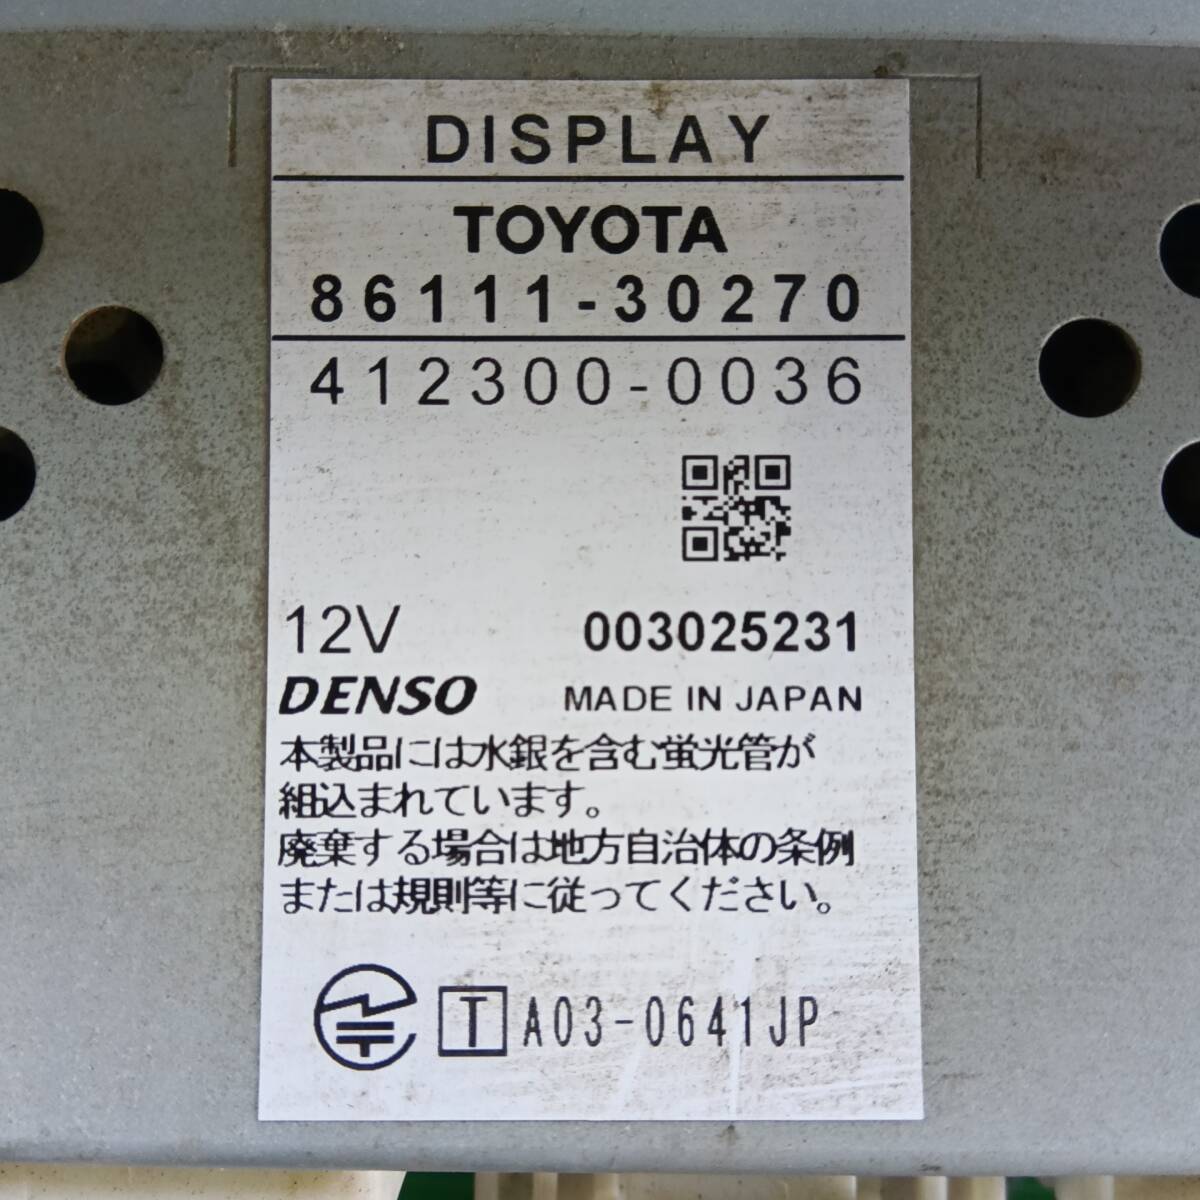 DISPLAY
TOYOTA
86111-30270
412300-0036
12V 003025231
DENSO MADE IN JAPAN
本製品には水銀を含む蛍光管が
組込まれています。
廃棄する場合は地方自治体の条例
または規則等に従ってください。
T A03-0641JP